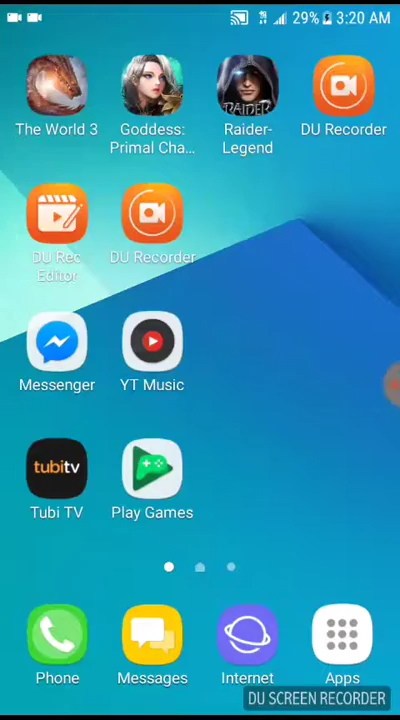 29% 3:20 AM
The World 3
Goddess:
Primal Cha...
RAIDER
Raider-
Legend
DU Recorder
DU Rec
Editor
DU Recorder
Messenger
YT Music
tubitv
Tubi TV
Play Games
Phone
Messages
Internet
Apps
DU SCREEN RECORDER